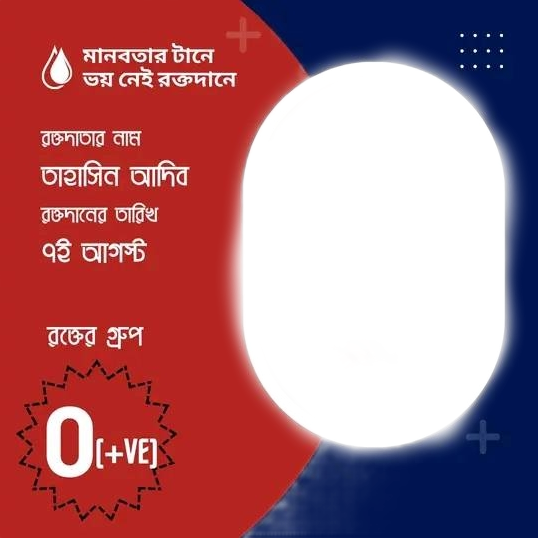 মানবতার টানে
ভয় নেই রক্তদানে
রক্তদাতার নাম
তাহাসিন আদিব
রক্তদানের তারিখ
৭ই আগস্ট
রক্তের গ্রুপ
O(+VE)